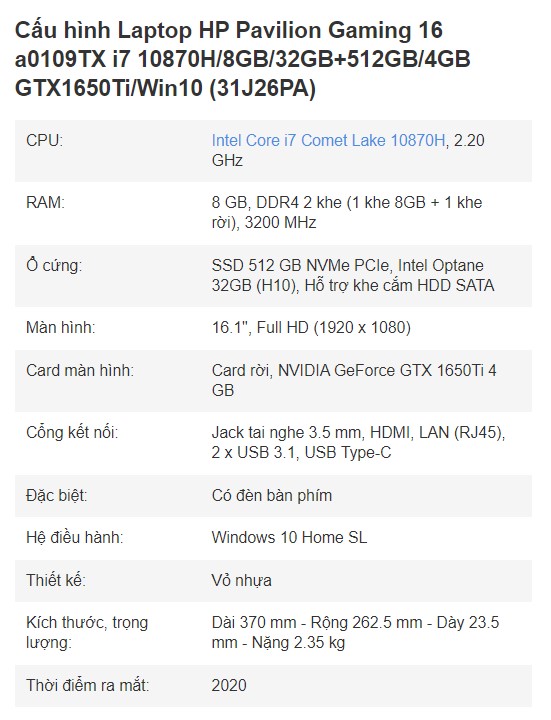 Cấu hình Laptop HP Pavilion Gaming 16
a0109TX i7 10870H/8GB/32GB+512GB/4GB
GTX1650Ti/Win10 (31J26PA)
CPU: Intel Core i7 Comet Lake 10870H, 2.20
GHz
RAM: 8 GB, DDR4 2 khe (1 khe 8GB + 1 khe
rời), 3200 MHz
Ổ cứng: SSD 512 GB NVMe PCIe, Intel Optane
32GB (H10), Hỗ trợ khe cắm HDD SATA
Màn hình: 16.1", Full HD (1920 x 1080)
Card màn hình: Card rời, NVIDIA GeForce GTX 1650Ti 4
GB
Cổng kết nối: Jack tai nghe 3.5 mm, HDMI, LAN (RJ45),
2 x USB 3.1, USB Type-C
Đặc biệt: Có đèn bàn phím
Hệ điều hành: Windows 10 Home SL
Thiết kế: Vỏ nhựa
Kích thước, trọng Dài 370 mm - Rộng 262.5 mm - Dày 23.5
lượng: mm - Nặng 2.35 kg
Thời điểm ra mắt: 2020